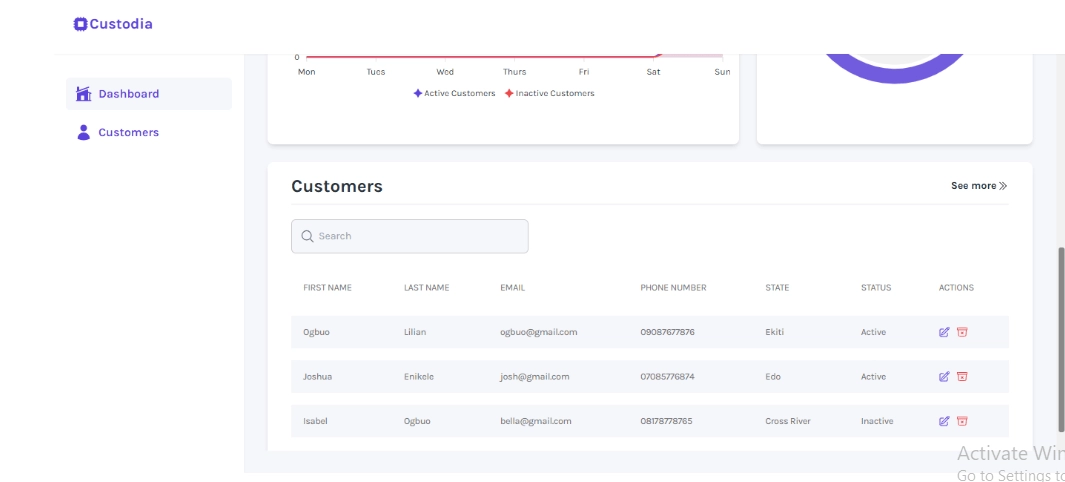 Custodia
Dashboard
Customers
0
Mon Tues Wed Thurs Fri Sat Sun
Active Customers Inactive Customers
Customers
See more
Search
FIRST NAME LAST NAME EMAIL PHONE NUMBER STATE STATUS ACTIONS
Ogbuo Lilian ogbuo@gmail.com 09087677876 Ekiti Active
Joshua Enikele josh@gmail.com 07085776874 Edo Active
Isabel Ogbuo bella@gmail.com 08178778765 Cross River Inactive
Activate Win
Go to Settings to